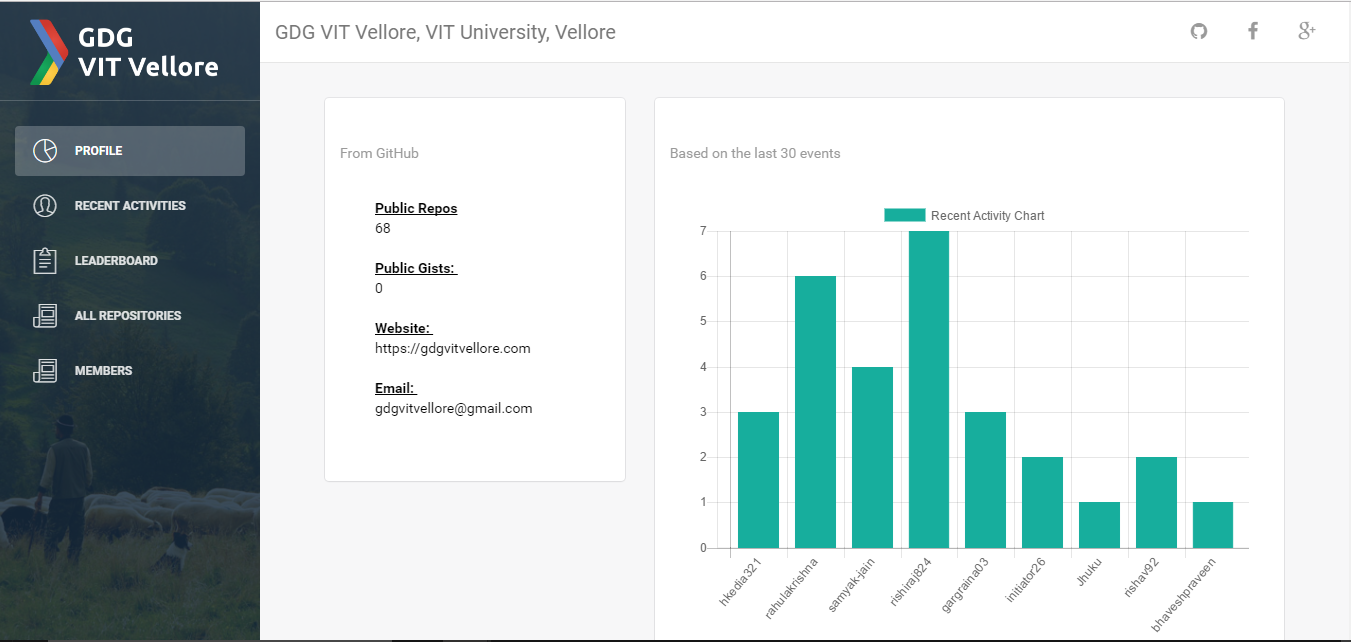 GDG
VIT Vellore
PROFILE
RECENT ACTIVITIES
LEADERBOARD
ALL REPOSITORIES
MEMBERS
GDG VIT Vellore, VIT University, Vellore
From GitHub
Public Repos
68
Public Gists:
0
Website:
https://gdgvitvellore.com
Email:
gdgvitvellore@gmail.com
Based on the last 30 events
Recent Activity Chart
7
6
5
4
3
2
1
0
hkedia321
rahulakrishna
samyak-jain
rishiraj824
gargraina03
initiator26
Jhuku
rishav92
bhaveshpraveen